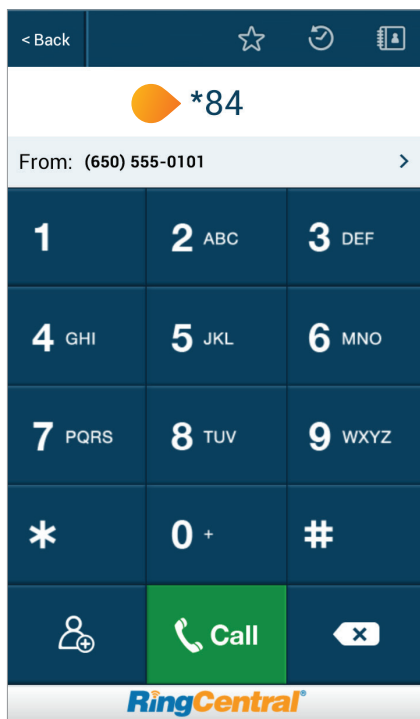 < Back
*84
From: (650) 555-0101 >
1 2 ABC 3 DEF
4 GHI 5 JKL 6 MNO
7 PQRS 8 TUV 9 WXYZ
* 0 + #
Call
RingCentral®